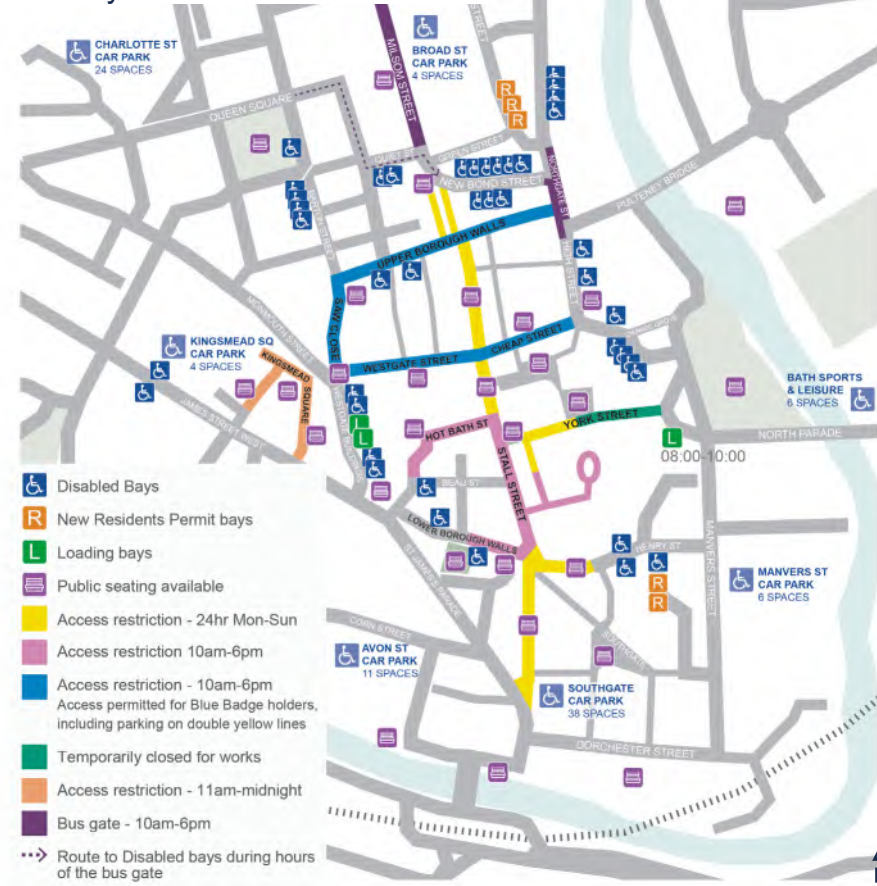 CHARLOTTE ST
CAR PARK
24 SPACES
BROAD ST
CAR PARK
4 SPACES
STREET
MILSOM STREET
R
R
R
QUEEN SQUARE
QUIET ST
GREEN STREET
NEW BOND STREET
NORTHGATE ST
PULTENEY BRIDGE
BARTON STREET
UPPER BOROUGH WALLS
HIGH STREET
MONMOUTH STREET
SAW CLOSE
KINGSMEAD SQ
CAR PARK
4 SPACES
KINGSMEAD
SQUARE
WESTGATE STREET
CHEAP STREET
ORANGE GROVE
BATH SPORTS
& LEISURE
6 SPACES
JAMES STREET WEST
WESTGATE BUILDINGS
L
L
HOT BATH ST
STALL STREET
YORK STREET
L
NORTH PARADE
08:00-10:00
BEAU ST
LOWER BOROUGH WALLS
ST JAMES'S PARADE
HENRY ST
MANVERS STREET
R
R
MANVERS ST
CAR PARK
6 SPACES
CORN STREET
AVON ST
CAR PARK
11 SPACES
SOUTHGATE
SOUTHGATE
CAR PARK
38 SPACES
DORCHESTER STREET
Disabled Bays
R New Residents Permit bays
L Loading bays
Public seating available
Access restriction - 24hr Mon-Sun
Access restriction 10am-6pm
Access restriction - 10am-6pm
Access permitted for Blue Badge holders,
including parking on double yellow lines
Temporarily closed for works
Access restriction - 11am-midnight
Bus gate - 10am-6pm
Route to Disabled bays during hours
of the bus gate